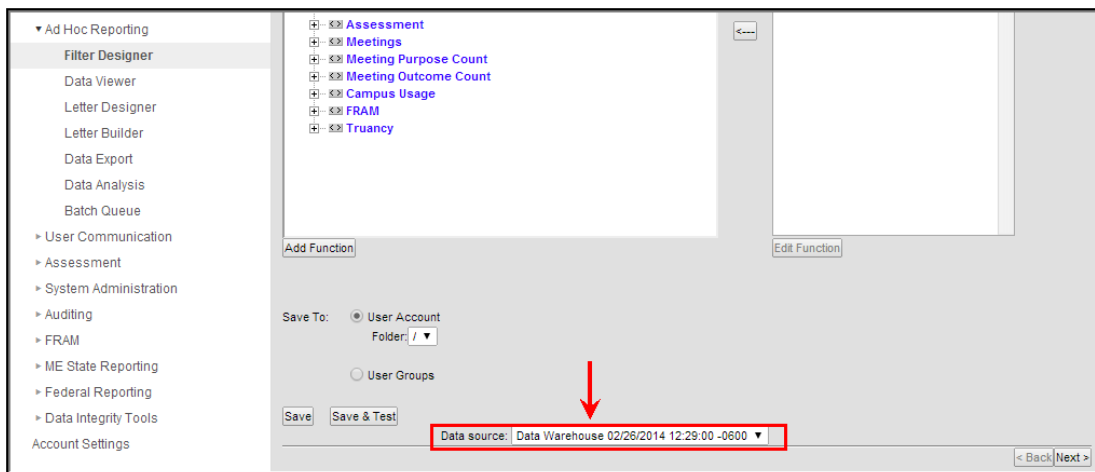 ▾ Ad Hoc Reporting
Filter Designer
Data Viewer
Letter Designer
Letter Builder
Data Export
Data Analysis
Batch Queue
▸ User Communication
▸ Assessment
▸ System Administration
▸ Auditing
▸ FRAM
▸ ME State Reporting
▸ Federal Reporting
▸ Data Integrity Tools
Account Settings
Assessment
Meetings
Meeting Purpose Count
Meeting Outcome Count
Campus Usage
FRAM
Truancy
<---
Add Function
Edit Function
Save To: User Account
Folder: / ▼
User Groups
Save Save & Test
Data source: Data Warehouse 02/26/2014 12:29:00 -0600 ▼
< Back Next >